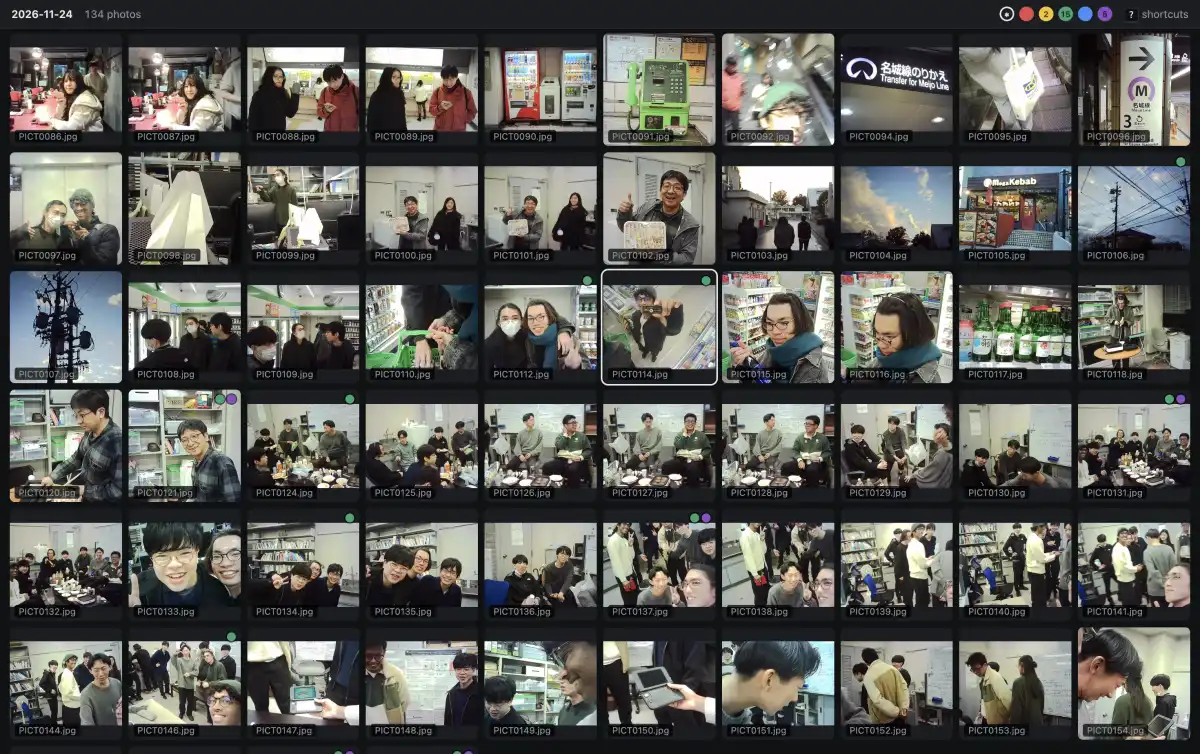 2026-11-24 134 photos
2 15 6 ? shortcuts
名城線のりかえ
Transfer for Meijo Line
M
名城線
Meijo Line
3
PICT0086.jpg PICT0087.jpg PICT0088.jpg PICT0089.jpg PICT0090.jpg PICT0091.jpg PICT0092.jpg PICT0094.jpg PICT0095.jpg PICT0096.jpg
MegaKebab
PICT0097.jpg PICT0098.jpg PICT0099.jpg PICT0100.jpg PICT0101.jpg PICT0102.jpg PICT0103.jpg PICT0104.jpg PICT0105.jpg PICT0106.jpg
PICT0107.jpg PICT0108.jpg PICT0109.jpg PICT0110.jpg PICT0112.jpg PICT0114.jpg PICT0115.jpg PICT0116.jpg PICT0117.jpg PICT0118.jpg
PICT0120.jpg PICT0121.jpg PICT0124.jpg PICT0125.jpg PICT0126.jpg PICT0127.jpg PICT0128.jpg PICT0129.jpg PICT0130.jpg PICT0131.jpg
PICT0132.jpg PICT0133.jpg PICT0134.jpg PICT0135.jpg PICT0136.jpg PICT0137.jpg PICT0138.jpg PICT0139.jpg PICT0140.jpg PICT0141.jpg
PICT0144.jpg PICT0146.jpg PICT0147.jpg PICT0148.jpg PICT0149.jpg PICT0150.jpg PICT0151.jpg PICT0152.jpg PICT0153.jpg PICT0154.jpg